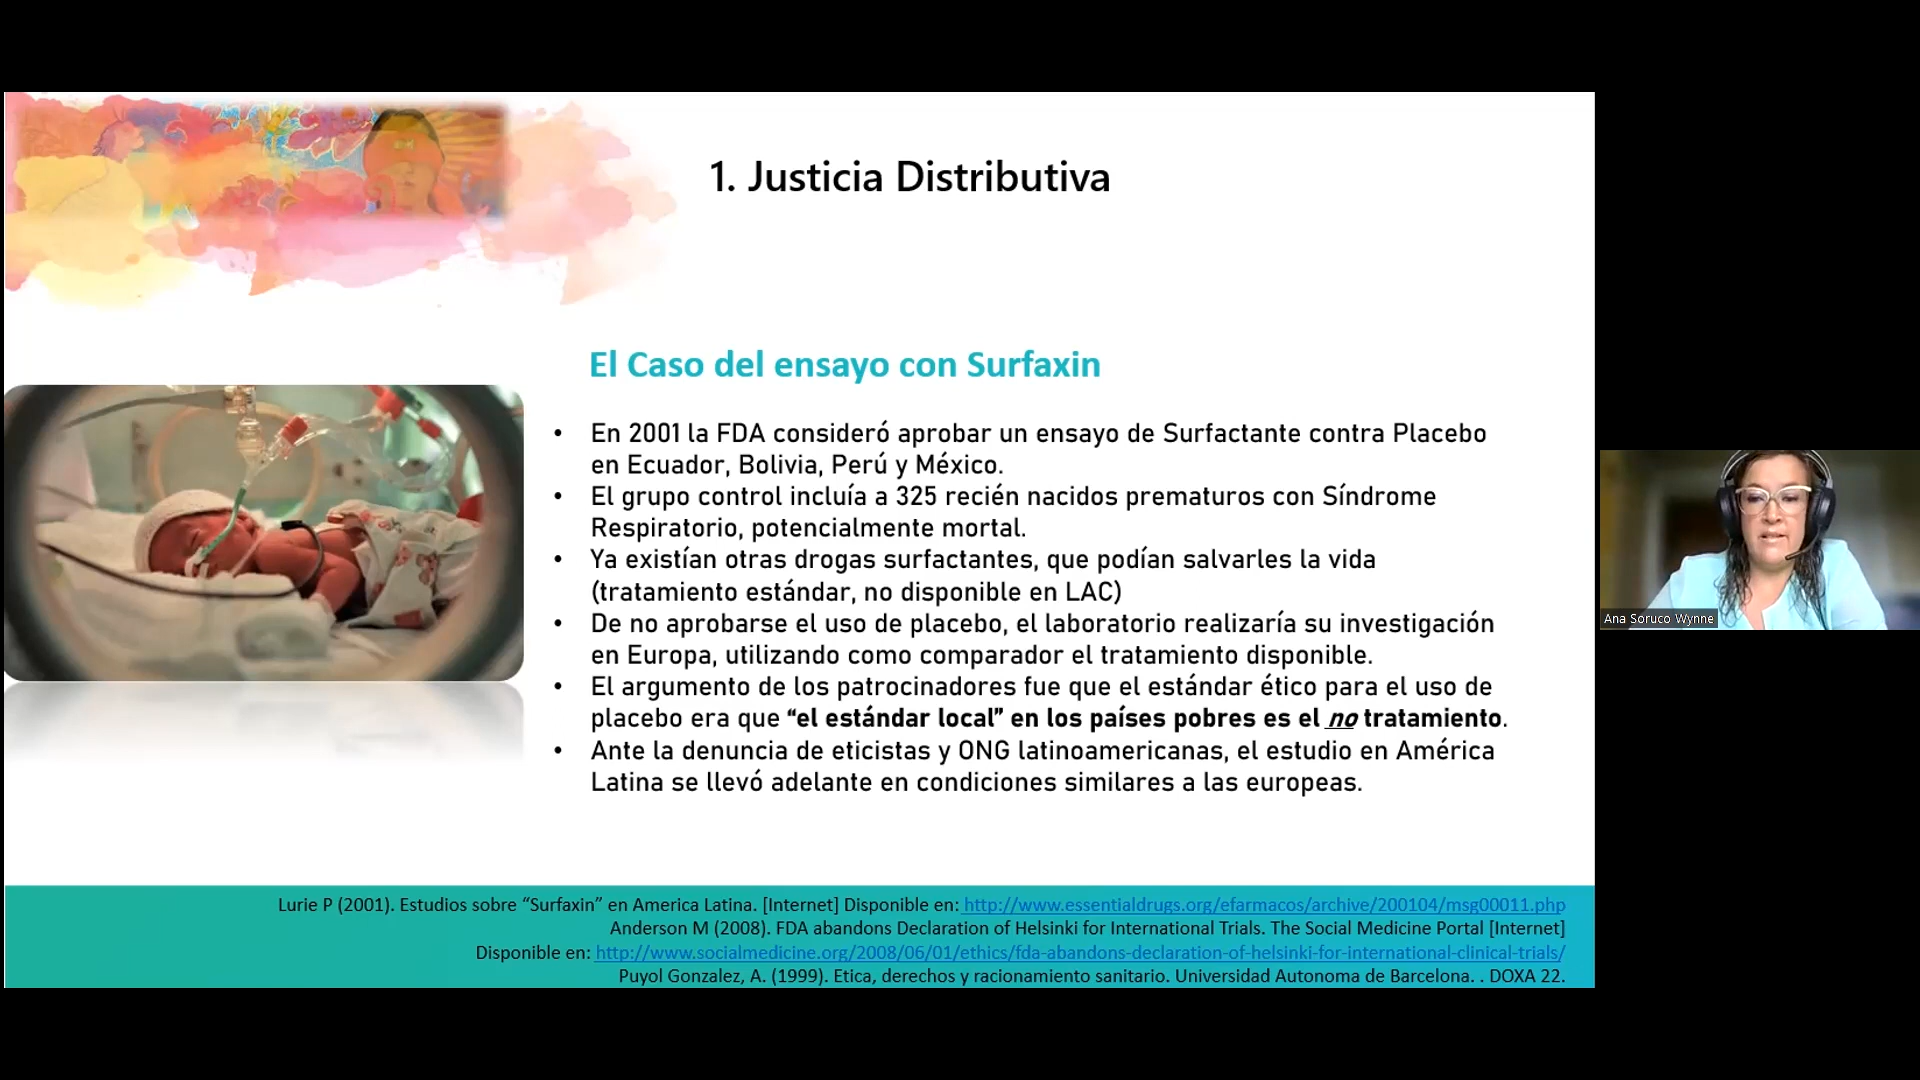 1. Justicia Distributiva
El Caso del ensayo con Surfaxin
• En 2001 la FDA consideró aprobar un ensayo de Surfactante contra Placebo
en Ecuador, Bolivia, Perú y México.
• El grupo control incluía a 325 recién nacidos prematuros con Síndrome
Respiratorio, potencialmente mortal.
• Ya existían otras drogas surfactantes, que podían salvarles la vida
(tratamiento estándar, no disponible en LAC)
• De no aprobarse el uso de placebo, el laboratorio realizaría su investigación
en Europa, utilizando como comparador el tratamiento disponible.
• El argumento de los patrocinadores fue que el estándar ético para el uso de
placebo era que “el estándar local” en los países pobres es el no tratamiento.
• Ante la denuncia de eticistas y ONG latinoamericanas, el estudio en América
Latina se llevó adelante en condiciones similares a las europeas.
Lurie P (2001). Estudios sobre “Surfaxin” en America Latina. [Internet] Disponible en: http://www.essentialdrugs.org/efarmacos/archive/200104/msg00011.php
Anderson M (2008). FDA abandons Declaration of Helsinki for International Trials. The Social Medicine Portal [Internet]
Disponible en: http://www.socialmedicine.org/2008/06/01/ethics/fda-abandons-declaration-of-helsinki-for-international-clinical-trials/
Puyol Gonzalez, A. (1999). Etica, derechos y racionamiento sanitario. Universidad Autonoma de Barcelona. . DOXA 22.
Ana Soruco Wynne